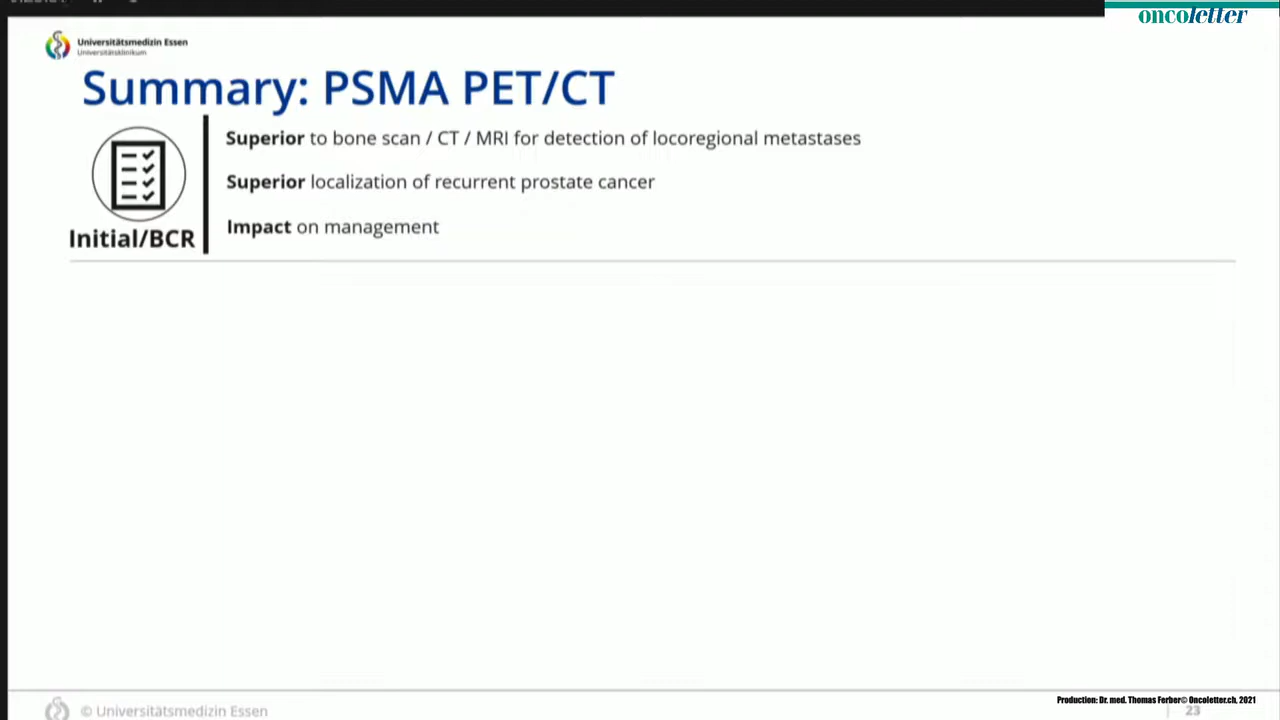 oncoletter
Universitätsmedizin Essen
Universitätsklinikum
Summary: PSMA PET/CT
Superior to bone scan / CT / MRI for detection of locoregional metastases
Superior localization of recurrent prostate cancer
Impact on management
Initial/BCR
Production: Dr. med. Thomas Ferber© Oncoletter.ch, 2021
© Universitätsmedizin Essen
23